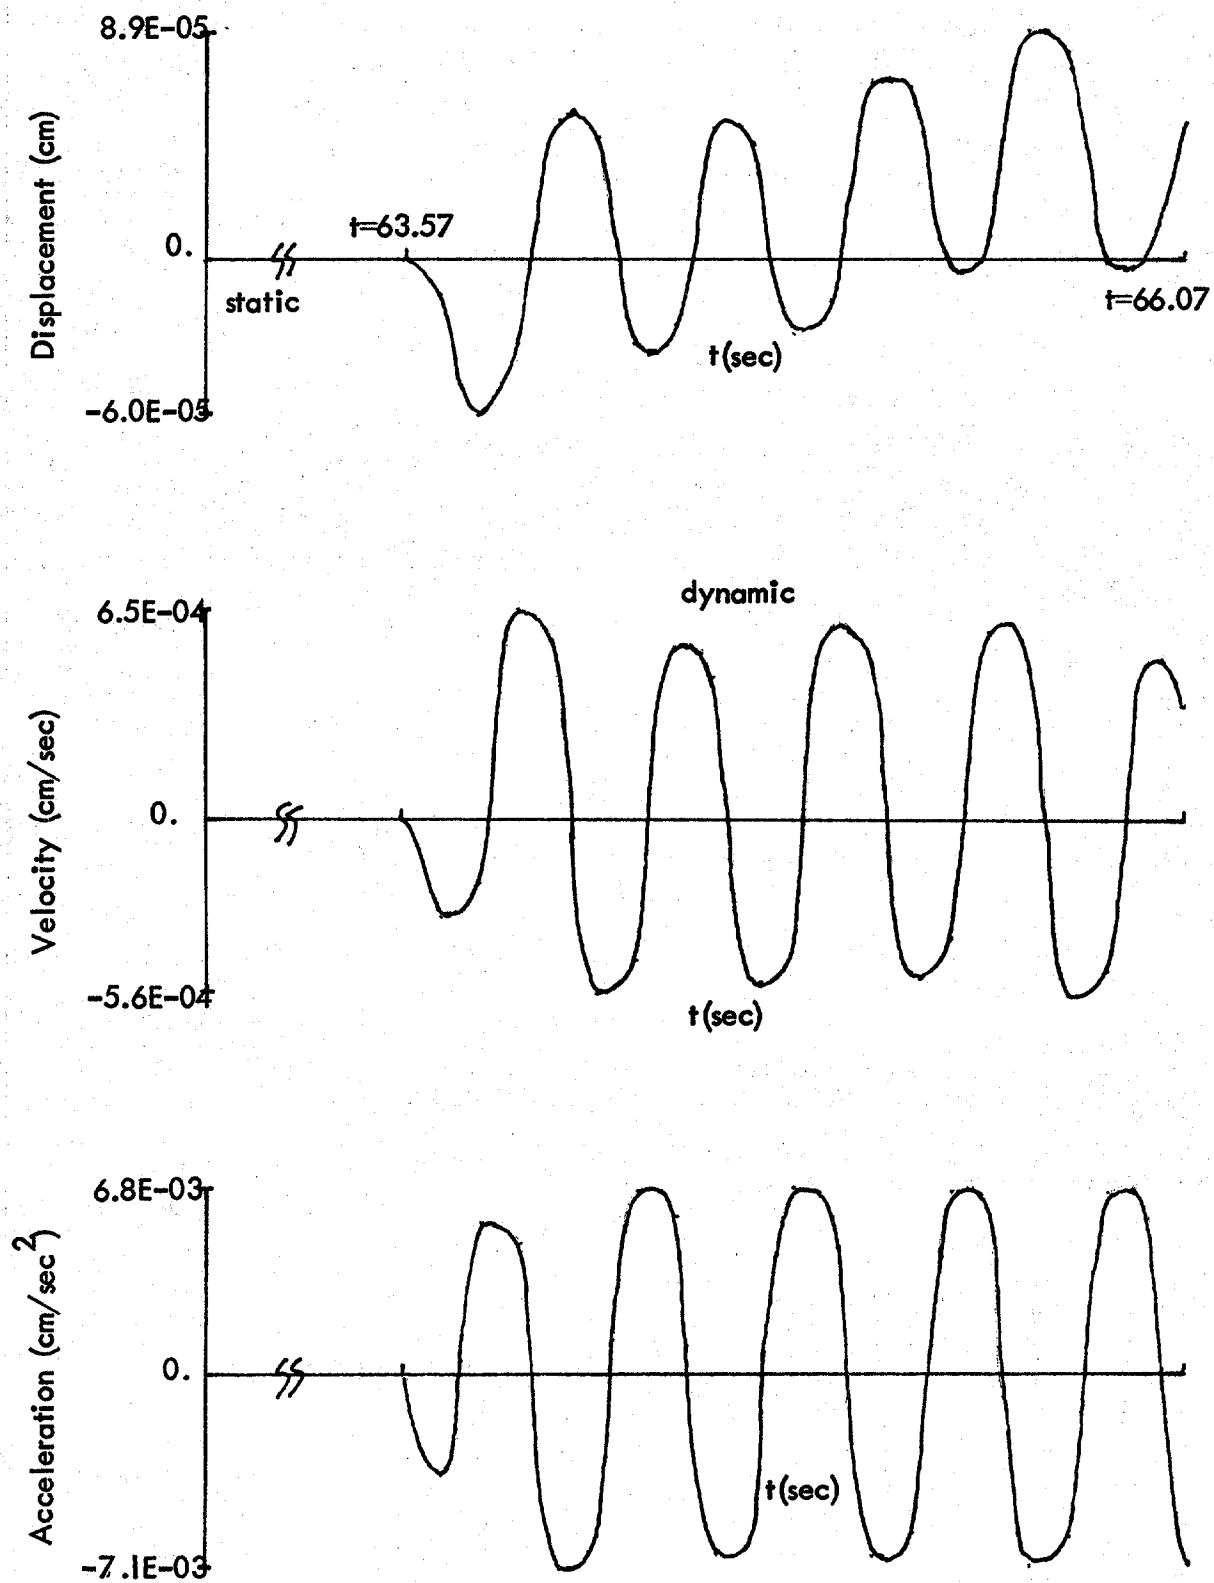 8.9E-05
Displacement (cm)
t=63.57
0.
static
t=66.07
t(sec)
-6.0E-05
dynamic
6.5E-04
Velocity (cm/sec)
0.
-5.6E-04
t(sec)
6.8E-03
Acceleration (cm/sec²)
0.
t(sec)
-7.1E-03